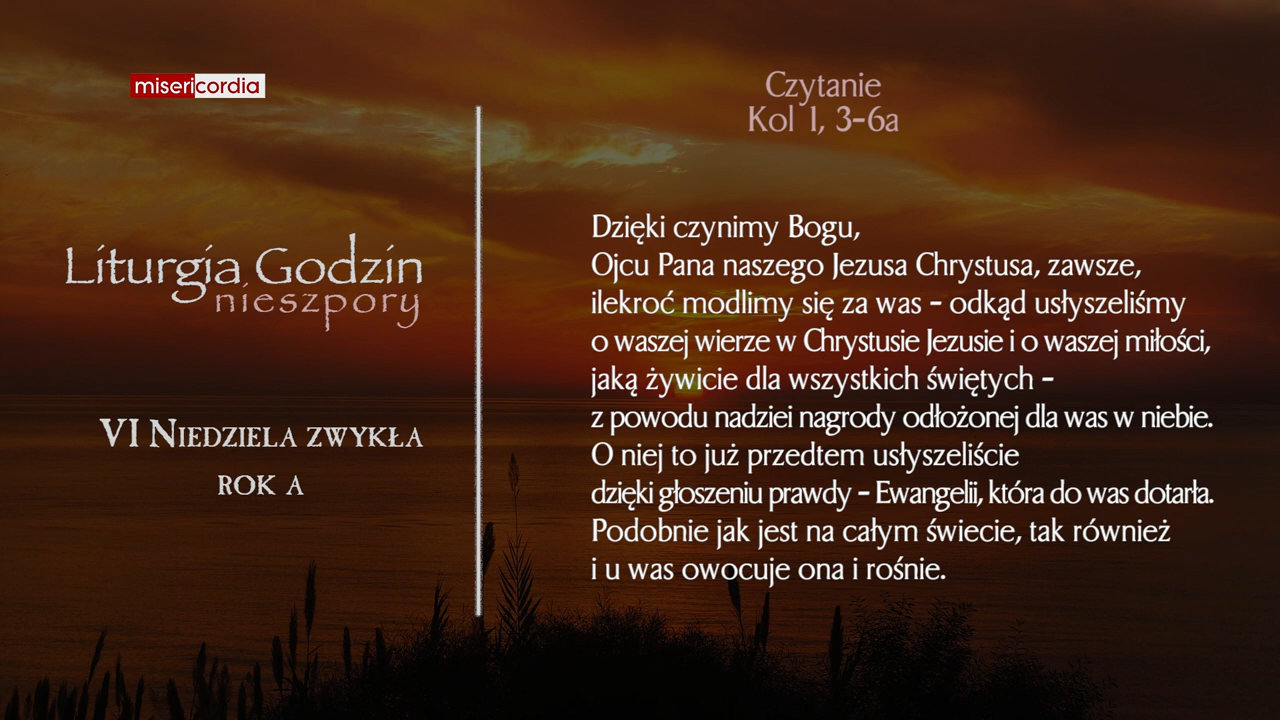 misericordia
Liturgia Godzin
nieszpory
VI NIEDZIELA ZWYKŁA
ROK A
Czytanie
Kol 1, 3-6a
Dzięki czynimy Bogu,
Ojcu Pana naszego Jezusa Chrystusa, zawsze,
ilekroć modlimy się za was - odkąd usłyszeliśmy
o waszej wierze w Chrystusie Jezusie i o waszej miłości,
jaką żywicie dla wszystkich świętych -
z powodu nadziei nagrody odłożonej dla was w niebie.
O niej to już przedtem usłyszeliście
dzięki głoszeniu prawdy - Ewangelii, która do was dotarła.
Podobnie jak jest na całym świecie, tak również
i u was owocuje ona i rośnie.